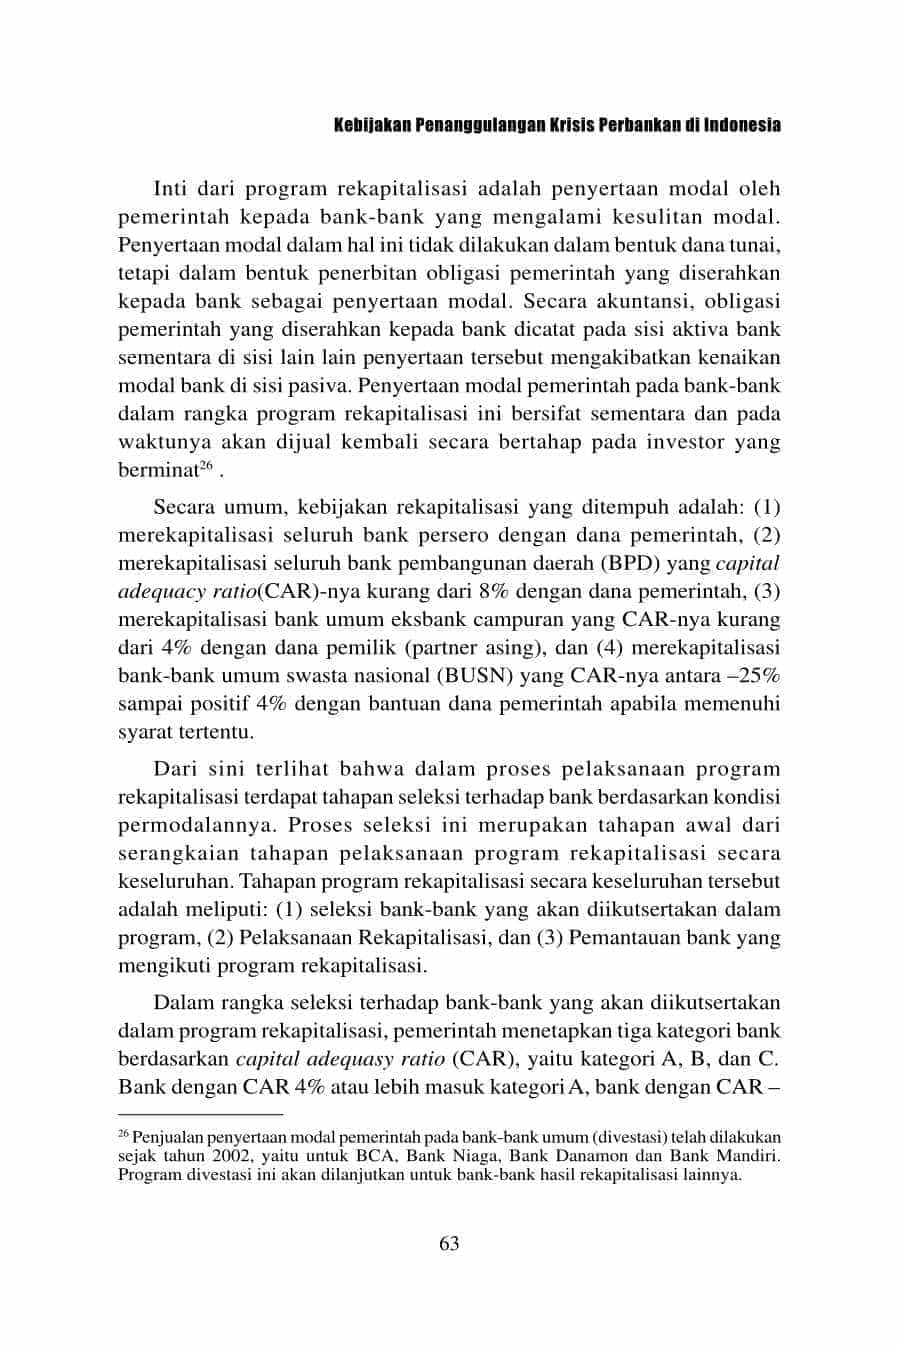 Kebijakan Penanggulangan Krisis Perbankan di Indonesia
Inti dari program rekapitalisasi adalah penyertaan modal oleh
pemerintah kepada bank-bank yang mengalami kesulitan modal.
Penyertaan modal dalam hal ini tidak dilakukan dalam bentuk dana tunai,
tetapi dalam bentuk penerbitan obligasi pemerintah yang diserahkan
kepada bank sebagai penyertaan modal. Secara akuntansi, obligasi
pemerintah yang diserahkan kepada bank dicatat pada sisi aktiva bank
sementara di sisi lain lain penyertaan tersebut mengakibatkan kenaikan
modal bank di sisi pasiva. Penyertaan modal pemerintah pada bank-bank
dalam rangka program rekapitalisasi ini bersifat sementara dan pada
waktunya akan dijual kembali secara bertahap pada investor yang
berminat²⁶ .
Secara umum, kebijakan rekapitalisasi yang ditempuh adalah: (1)
merekapitalisasi seluruh bank persero dengan dana pemerintah, (2)
merekapitalisasi seluruh bank pembangunan daerah (BPD) yang capital
adequacy ratio(CAR)-nya kurang dari 8% dengan dana pemerintah, (3)
merekapitalisasi bank umum eksbank campuran yang CAR-nya kurang
dari 4% dengan dana pemilik (partner asing), dan (4) merekapitalisasi
bank-bank umum swasta nasional (BUSN) yang CAR-nya antara –25%
sampai positif 4% dengan bantuan dana pemerintah apabila memenuhi
syarat tertentu.
Dari sini terlihat bahwa dalam proses pelaksanaan program
rekapitalisasi terdapat tahapan seleksi terhadap bank berdasarkan kondisi
permodalannya. Proses seleksi ini merupakan tahapan awal dari
serangkaian tahapan pelaksanaan program rekapitalisasi secara
keseluruhan. Tahapan program rekapitalisasi secara keseluruhan tersebut
adalah meliputi: (1) seleksi bank-bank yang akan diikutsertakan dalam
program, (2) Pelaksanaan Rekapitalisasi, dan (3) Pemantauan bank yang
mengikuti program rekapitalisasi.
Dalam rangka seleksi terhadap bank-bank yang akan diikutsertakan
dalam program rekapitalisasi, pemerintah menetapkan tiga kategori bank
berdasarkan capital adequasy ratio (CAR), yaitu kategori A, B, dan C.
Bank dengan CAR 4% atau lebih masuk kategori A, bank dengan CAR –
²⁶ Penjualan penyertaan modal pemerintah pada bank-bank umum (divestasi) telah dilakukan
sejak tahun 2002, yaitu untuk BCA, Bank Niaga, Bank Danamon dan Bank Mandiri.
Program divestasi ini akan dilanjutkan untuk bank-bank hasil rekapitalisasi lainnya.
63